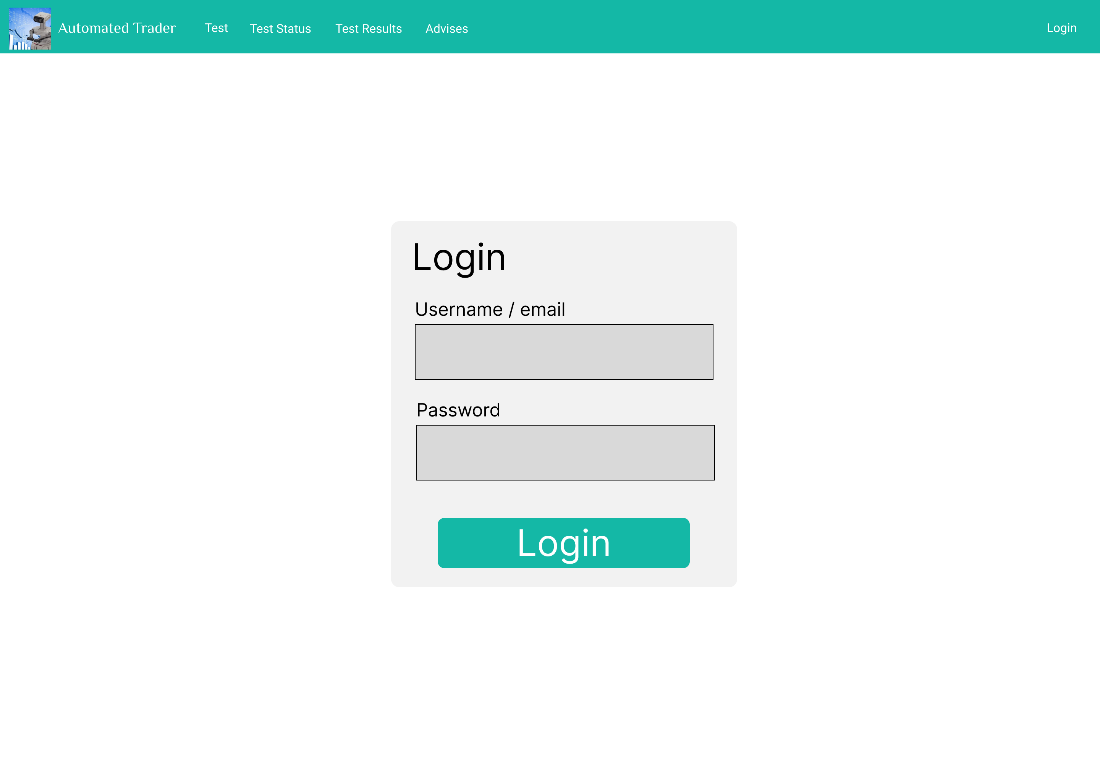 Automated Trader Test Test Status Test Results Advises Login
Login
Username / email
Password
Login